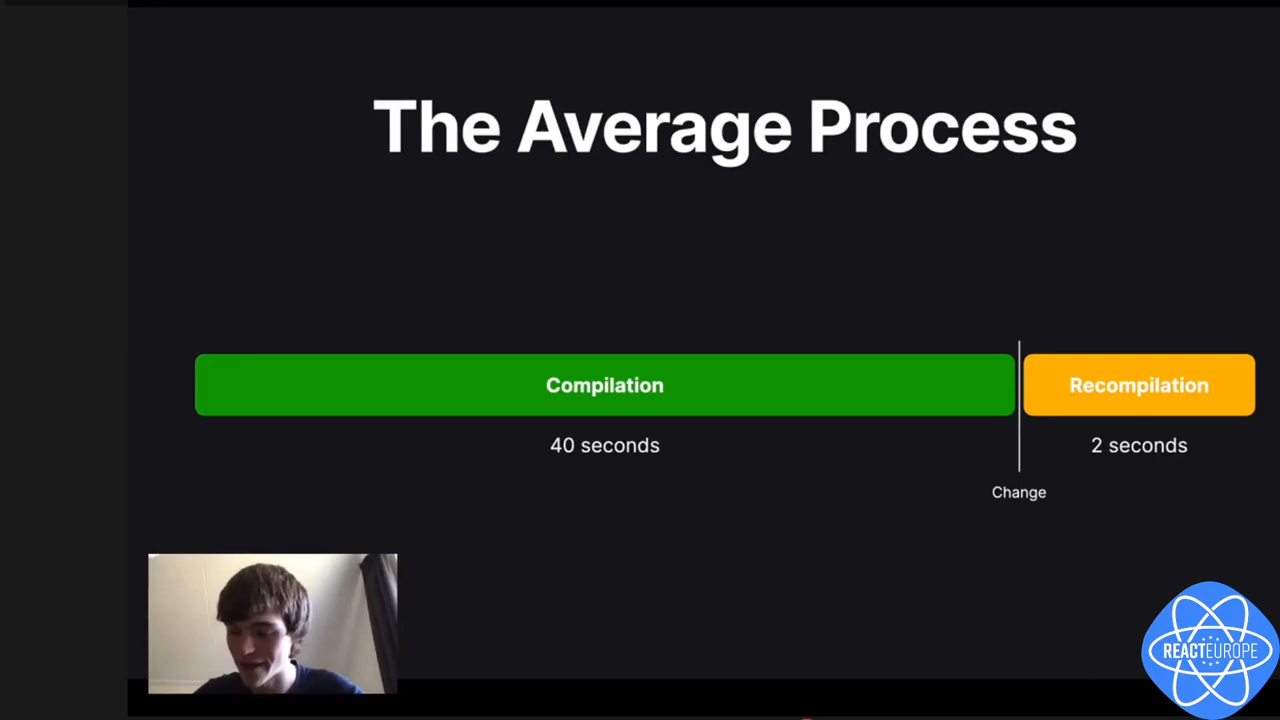 The Average Process
Compilation
Recompilation
40 seconds
2 seconds
Change
REACTEUROPE